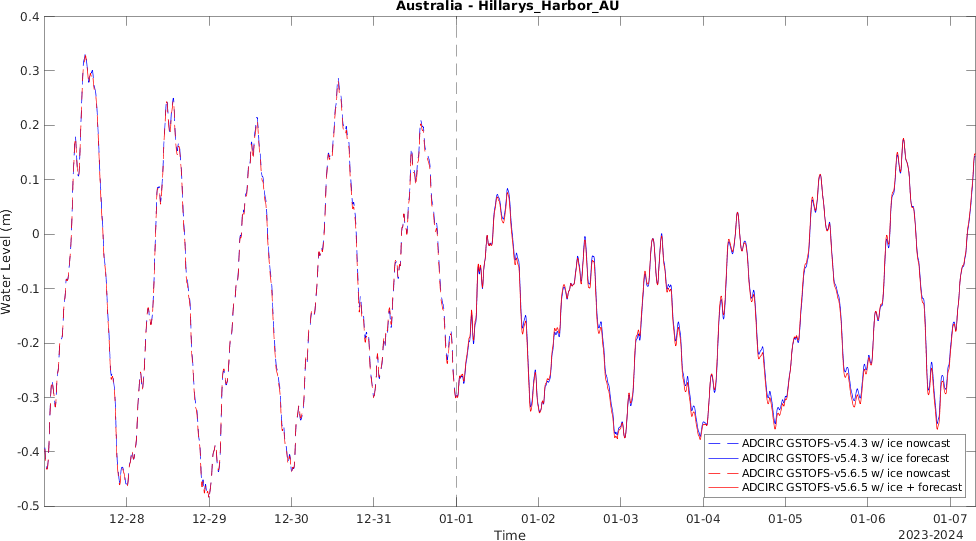 Australia - Hillarys_Harbor_AU
0.4
0.3
0.2
0.1
0
-0.1
-0.2
-0.3
-0.4
-0.5
Water Level (m)
ADCIRC GSTOFS-v5.4.3 w/ ice nowcast
ADCIRC GSTOFS-v5.4.3 w/ ice forecast
ADCIRC GSTOFS-v5.6.5 w/ ice nowcast
ADCIRC GSTOFS-v5.6.5 w/ ice + forecast
12-28 12-29 12-30 12-31 01-01 01-02 01-03 01-04 01-05 01-06 01-07
Time
2023-2024